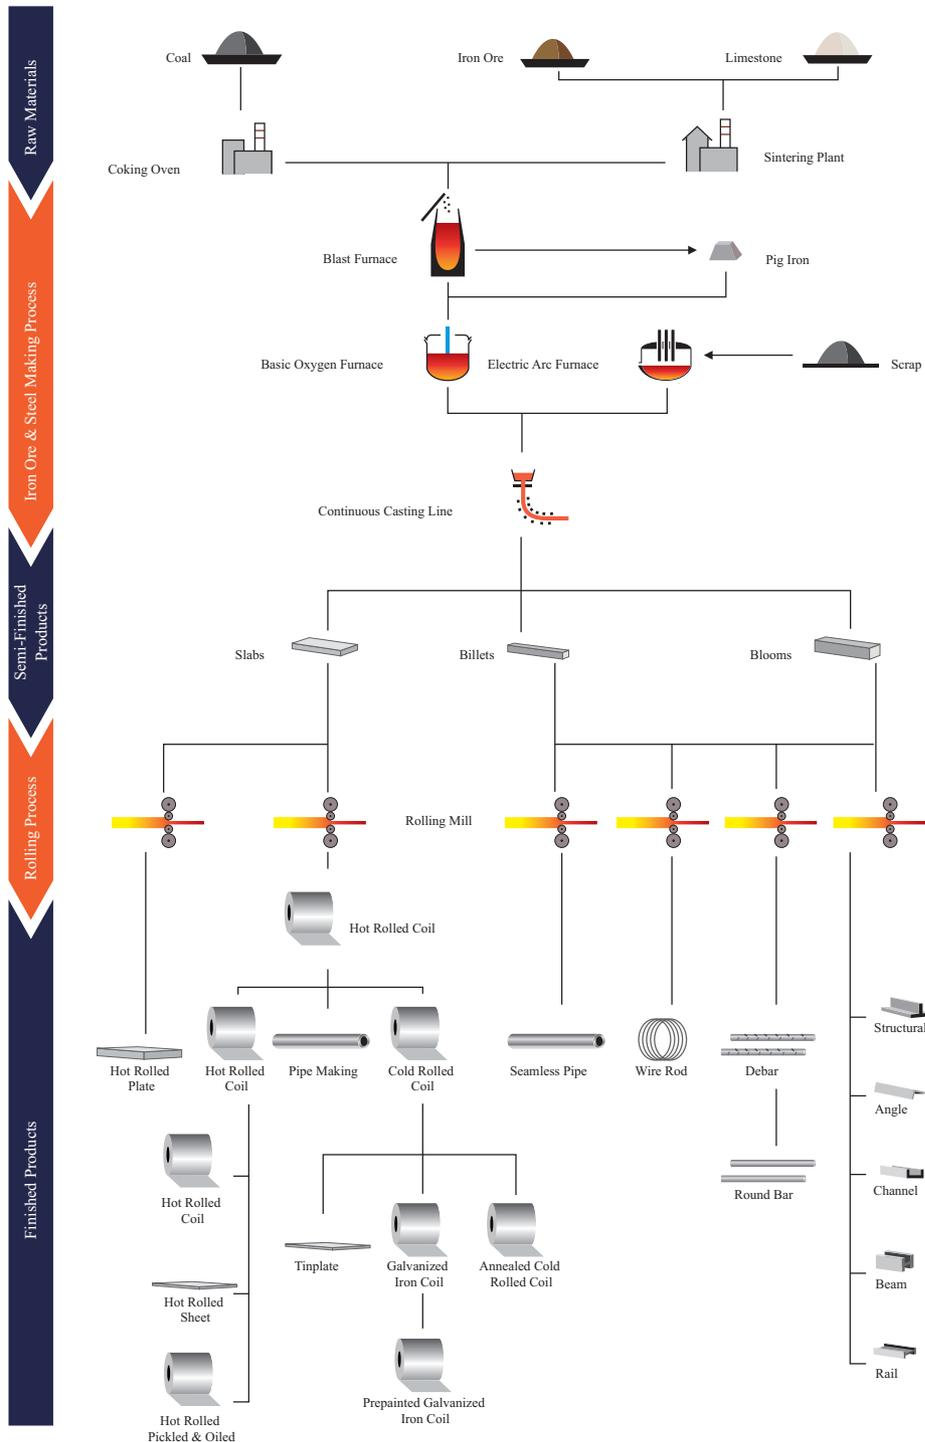 Raw Materials
Iron Ore & Steel Making Process
Semi-Finished
Products
Rolling Process
Finished Products
Coal
Iron Ore
Limestone
Coking Oven
Sintering Plant
Blast Furnace
Pig Iron
Basic Oxygen Furnace
Electric Arc Furnace
Scrap
Continuous Casting Line
Slabs
Billets
Blooms
Rolling Mill
Hot Rolled Coil
Hot Rolled
Plate
Hot Rolled
Coil
Pipe Making
Cold Rolled
Coil
Seamless Pipe
Wire Rod
Debar
Structural
Angle
Channel
Beam
Rail
Hot Rolled
Coil
Round Bar
Tinplate
Galvanized
Iron Coil
Annealed Cold
Rolled Coil
Hot Rolled
Sheet
Prepainted Galvanized
Iron Coil
Hot Rolled
Pickled & Oiled